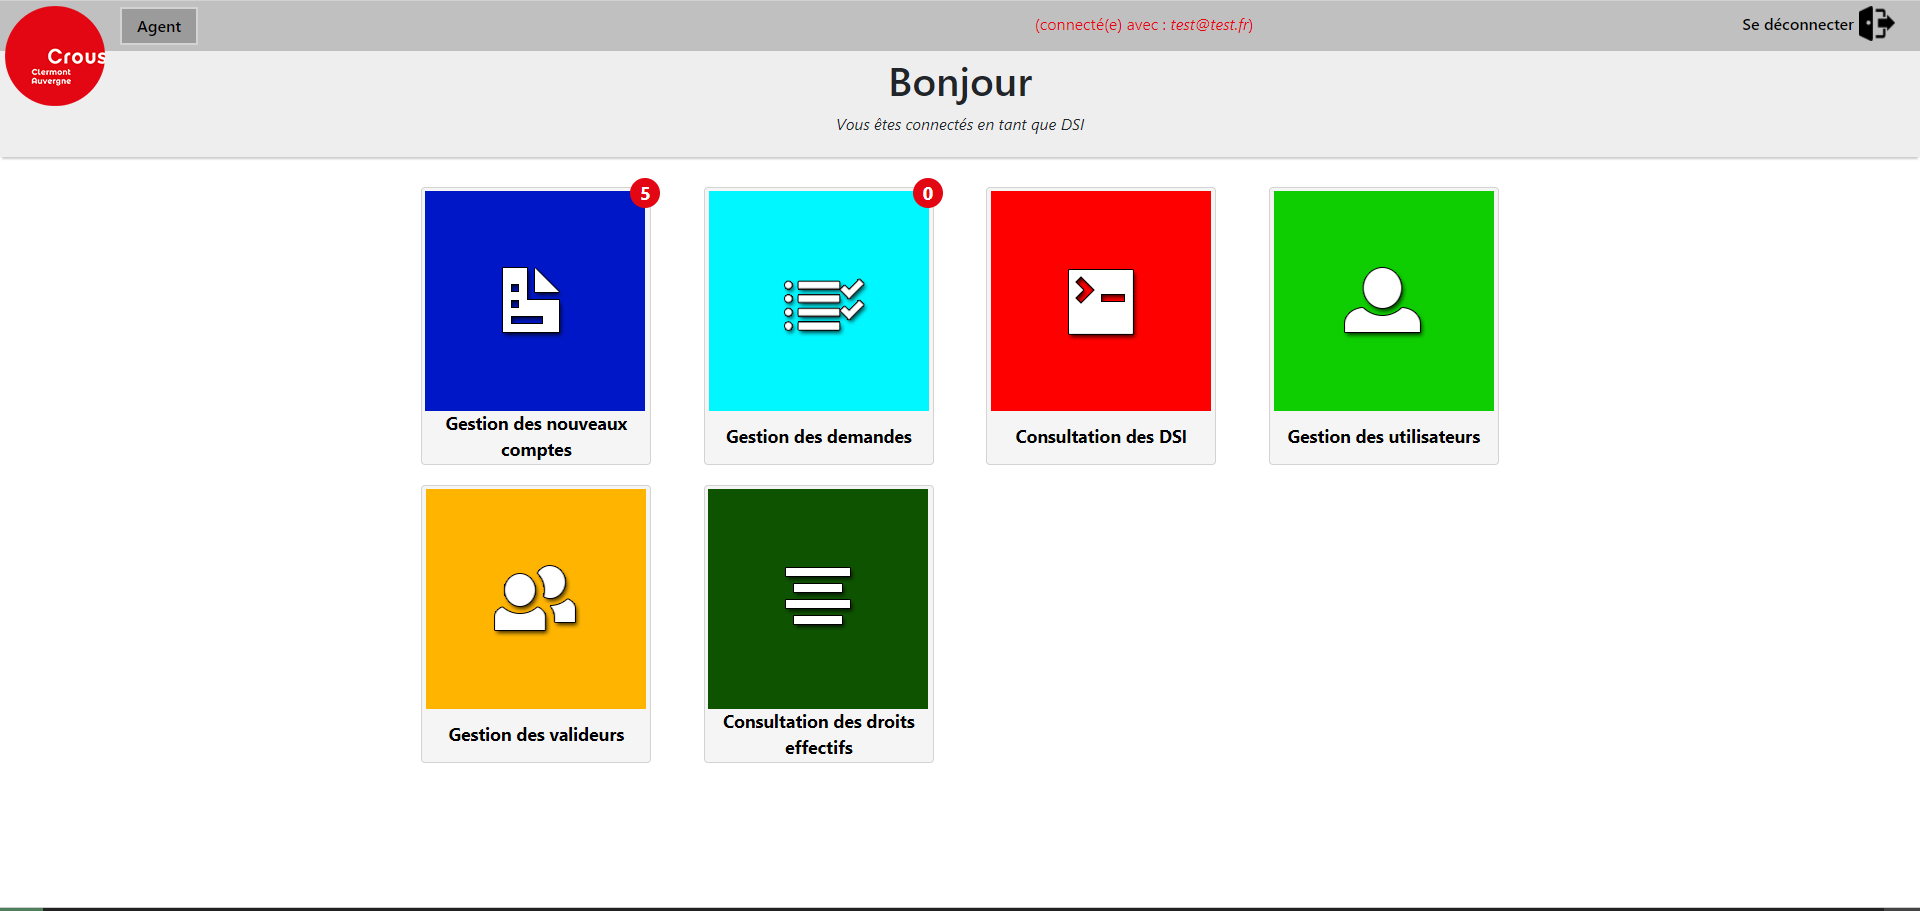 Agent
(connecté(e) avec : test@test.fr)
Se déconnecter
Crous
Clermont
Auvergne
Bonjour
Vous êtes connectés en tant que DSI
5
0
Gestion des nouveaux
comptes
Gestion des demandes
Consultation des DSI
Gestion des utilisateurs
Gestion des valideurs
Consultation des droits
effectifs